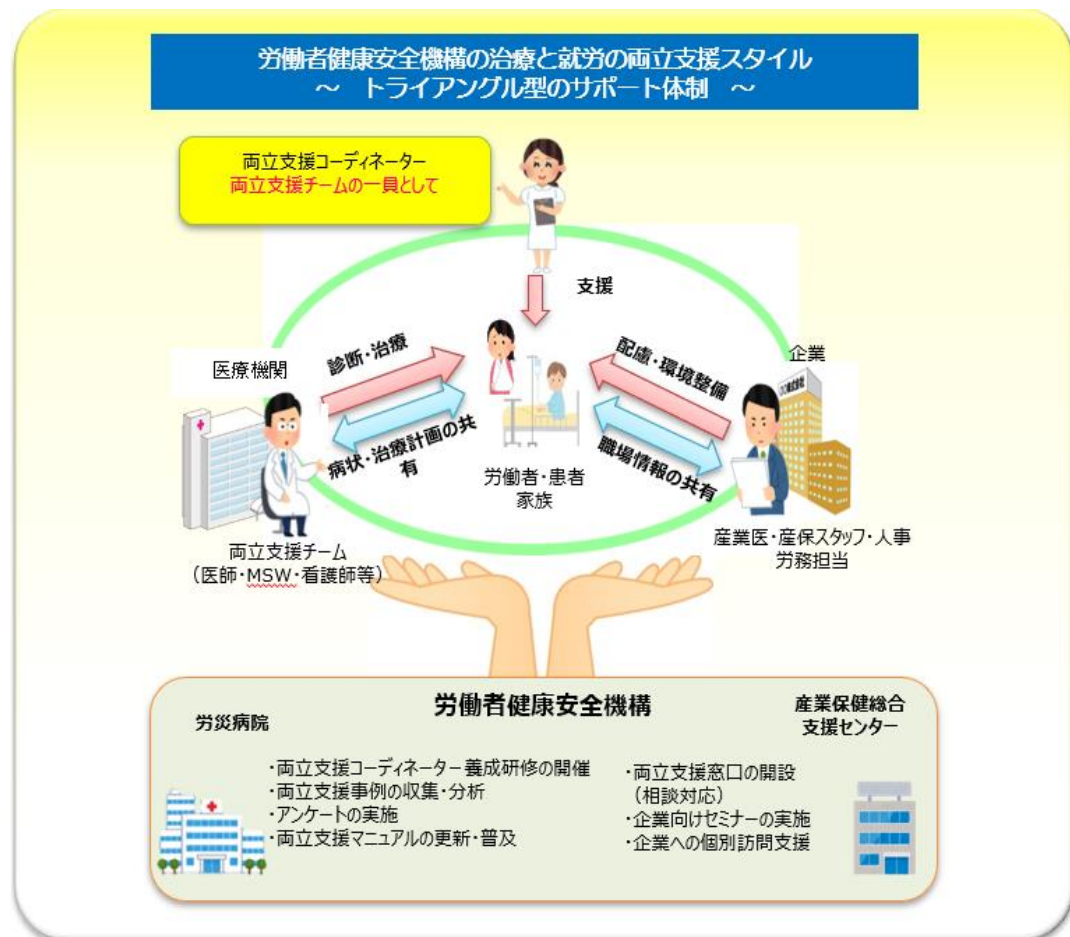 労働者健康安全機構の治療と就労の両立支援スタイル
～　トライアングル型のサポート体制　～
両立支援コーディネーター
両立支援チームの一員として
支援
医療機関
診断・治療
病状・治療計画の共
有
配慮・環境整備
職場情報の共有
企業
労働者・患者
家族
両立支援チーム
（医師・MSW・看護師等）
産業医・産保スタッフ・人事
労務担当
労働者健康安全機構
労災病院
・両立支援コーディネーター養成研修の開催
・両立支援事例の収集・分析
・アンケートの実施
・両立支援マニュアルの更新・普及
産業保健総合
支援センター
・両立支援窓口の開設
（相談対応）
・企業向けセミナーの実施
・企業への個別訪問支援